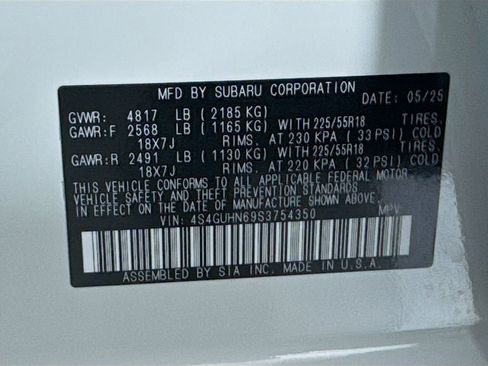 MFD BY SUBARU CORPORATION DATE: 05/25
GVWR: 4817 LB (2185 KG)
GAWR:F 2568 LB (1165 KG) WITH 225/55R18 TIRES.
18X7J RIMS. AT 230 KPA (33 PSI) COLD
GAWR:R 2491 LB (1130 KG) WITH 225/55R18 TIRES.
18X7J RIMS. AT 220 KPA (32 PSI) COLD
THIS VEHICLE CONFORMS TO ALL APPLICABLE FEDERAL MOTOR
VEHICLE SAFETY AND THEFT PREVENTION STANDARDS
IN EFFECT ON THE DATE OF MANUFACTURE SHOWN ABOVE.
VIN: 4S4GUHN69S3754350 MPV
ASSEMBLED BY SIA INC. MADE IN U.S.A.